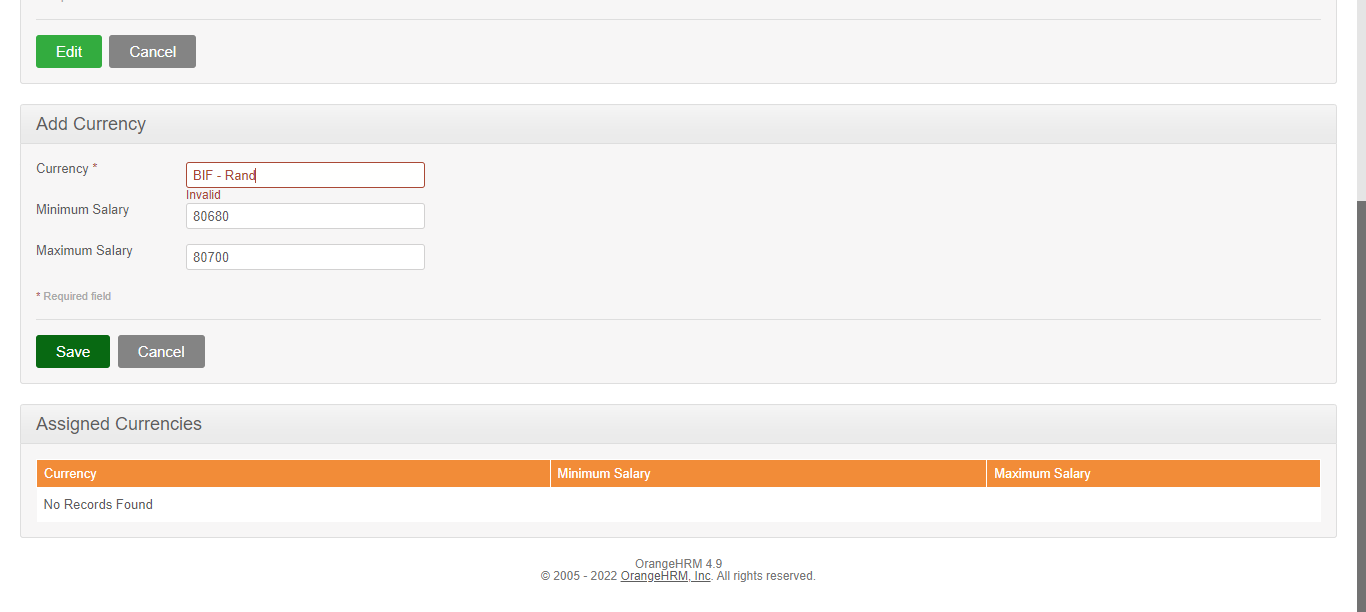 Edit Cancel
Add Currency
Currency *
BIF - Rand
Invalid
Minimum Salary
80680
Maximum Salary
80700
* Required field
Save Cancel
Assigned Currencies
Currency Minimum Salary Maximum Salary
No Records Found
OrangeHRM 4.9
© 2005 - 2022 OrangeHRM, Inc. All rights reserved.